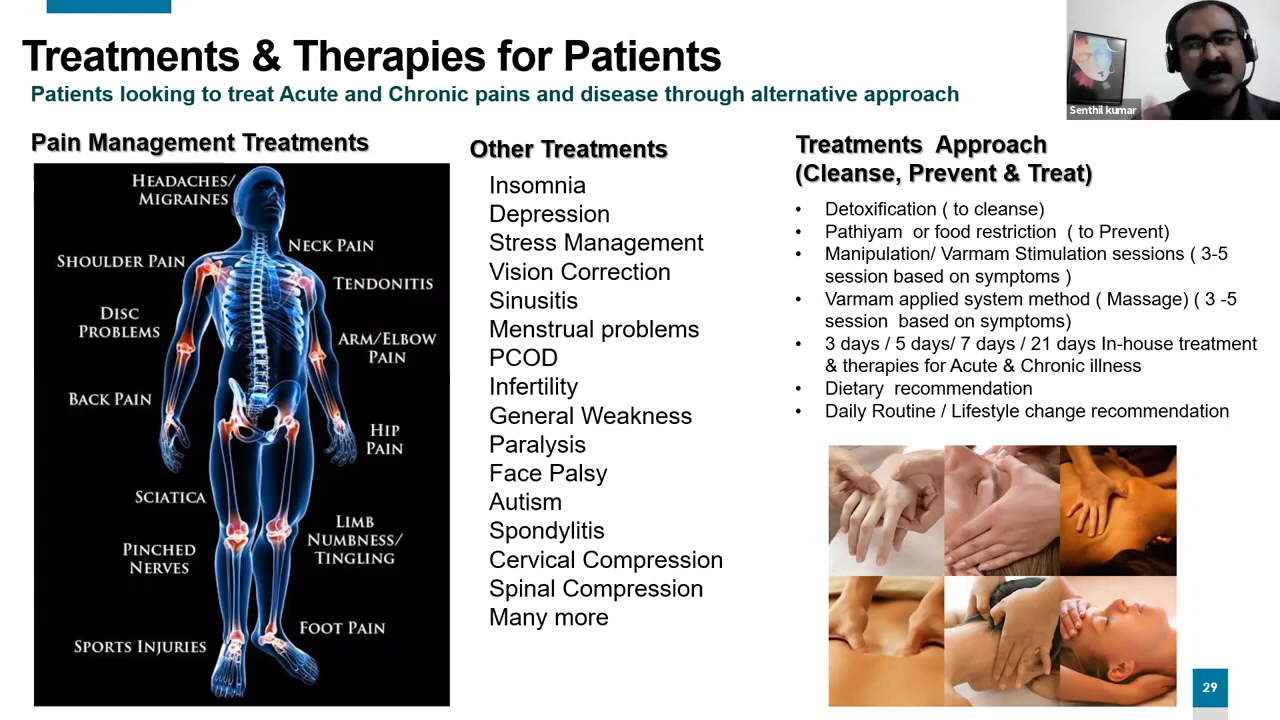 Treatments & Therapies for Patients
Patients looking to treat Acute and Chronic pains and disease through alternative approach
Senthil kumar
Pain Management Treatments
HEADACHES/
MIGRAINES
NECK PAIN
SHOULDER PAIN
TENDONITIS
DISC
PROBLEMS
ARM/ELBOW
PAIN
BACK PAIN
HIP
PAIN
SCIATICA
LIMB
NUMBNESS/
TINGLING
PINCHED
NERVES
FOOT PAIN
SPORTS INJURIES
Other Treatments
Insomnia
Depression
Stress Management
Vision Correction
Sinusitis
Menstrual problems
PCOD
Infertility
General Weakness
Paralysis
Face Palsy
Autism
Spondylitis
Cervical Compression
Spinal Compression
Many more
Treatments Approach
(Cleanse, Prevent & Treat)
• Detoxification ( to cleanse)
• Pathiyam or food restriction ( to Prevent)
• Manipulation/ Varmam Stimulation sessions ( 3-5
session based on symptoms )
• Varmam applied system method ( Massage) ( 3 -5
session based on symptoms)
• 3 days / 5 days/ 7 days / 21 days In-house treatment
& therapies for Acute & Chronic illness
• Dietary recommendation
• Daily Routine / Lifestyle change recommendation
29